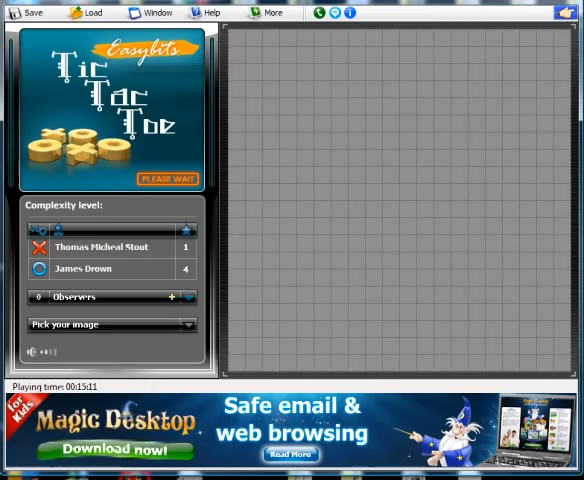 Save Load Window Help More
Easybits
Tic
Tac
Toe
PLEASE WAIT
Complexity level:
Thomas Micheal Stout 1
James Drown 4
0 Observers +
Pick your image
Playing time: 00:15:11
for Kids
Magic Desktop
Download now!
Safe email &
web browsing
Read More